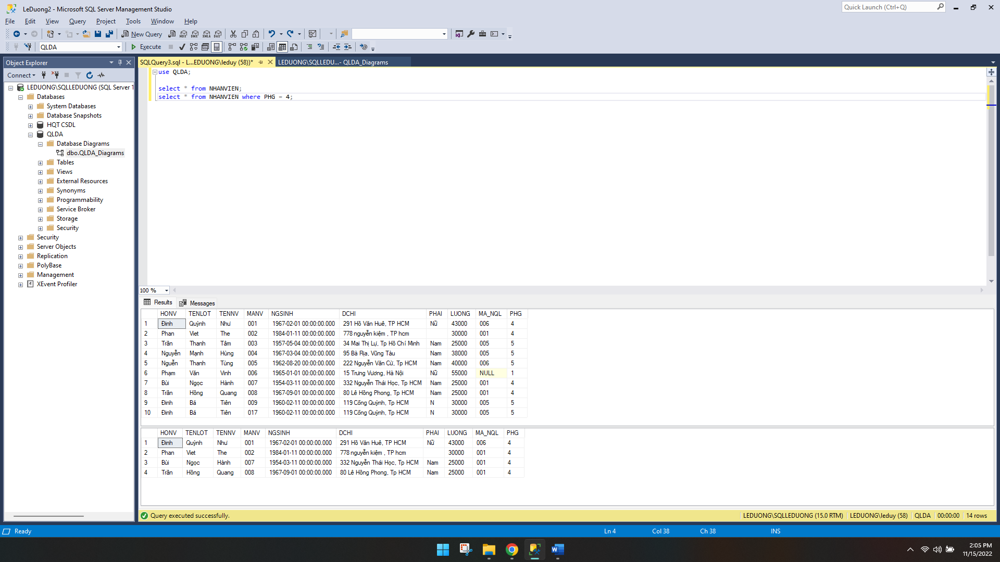 LeDuong2 - Microsoft SQL Server Management Studio
Quick Launch (Ctrl+Q)
File Edit View Query Project Tools Window Help
New Query MDX DMX XMLA DAX
QLDA Execute
Object Explorer
SQLQuery3.sql - L...EDUONG\leduy (58))* LEDUONG\SQLLEDU...- QLDA_Diagrams
Connect
LEDUONG\SQLLEDUONG (SQL Server 1
Databases
System Databases
Database Snapshots
HQT CSDL
QLDA
Database Diagrams
dbo.QLDA_Diagrams
Tables
Views
External Resources
Synonyms
Programmability
Service Broker
Storage
Security
Security
Server Objects
Replication
PolyBase
Management
XEvent Profiler
use QLDA;
select * from NHANVIEN;
select * from NHANVIEN where PHG = 4;
100 %
Results Messages
HONV TENLOT TENNV MANV NGSINH DCHI PHAI LUONG MA_NQL PHG
1 Đinh Quỳnh Như 001 1967-02-01 00:00:00.000 291 Hồ Văn Huê, TP HCM Nữ 43000 006 4
2 Phan Viet The 002 1984-01-11 00:00:00.000 778 nguyễn kiệm , TP hcm 30000 001 4
3 Trần Thanh Tâm 003 1957-05-04 00:00:00.000 34 Mai Thị Lự, Tp Hồ Chí Minh Nam 25000 005 5
4 Nguyễn Mạnh Hùng 004 1967-03-04 00:00:00.000 95 Bà Rịa, Vũng Tàu Nam 38000 005 5
5 Nguễn Thanh Tùng 005 1962-08-20 00:00:00.000 222 Nguyễn Văn Cừ, Tp HCM Nam 40000 006 5
6 Phạm Văn Vinh 006 1965-01-01 00:00:00.000 15 Trưng Vương, Hà Nội Nữ 55000 NULL 1
7 Bùi Ngọc Hành 007 1954-03-11 00:00:00.000 332 Nguyễn Thái Học, Tp HCM Nam 25000 001 4
8 Trần Hồng Quang 008 1967-09-01 00:00:00.000 80 Lê Hồng Phong, Tp HCM Nam 25000 001 4
9 Đinh Bá Tiên 009 1960-02-11 00:00:00.000 119 Cống Quỳnh, Tp HCM N 30000 005 5
10 Đinh Bá Tiên 017 1960-02-11 00:00:00.000 119 Cống Quỳnh, Tp HCM N 30000 005 5
HONV TENLOT TENNV MANV NGSINH DCHI PHAI LUONG MA_NQL PHG
1 Đinh Quỳnh Như 001 1967-02-01 00:00:00.000 291 Hồ Văn Huê, TP HCM Nữ 43000 006 4
2 Phan Viet The 002 1984-01-11 00:00:00.000 778 nguyễn kiệm , TP hcm 30000 001 4
3 Bùi Ngọc Hành 007 1954-03-11 00:00:00.000 332 Nguyễn Thái Học, Tp HCM Nam 25000 001 4
4 Trần Hồng Quang 008 1967-09-01 00:00:00.000 80 Lê Hồng Phong, Tp HCM Nam 25000 001 4
Query executed successfully. LEDUONG\SQLLEDUONG (15.0 RTM) LEDUONG\leduy (58) QLDA 00:00:00 14 rows
Ready Ln 4 Col 38 Ch 38 INS
2:05 PM
11/15/2022